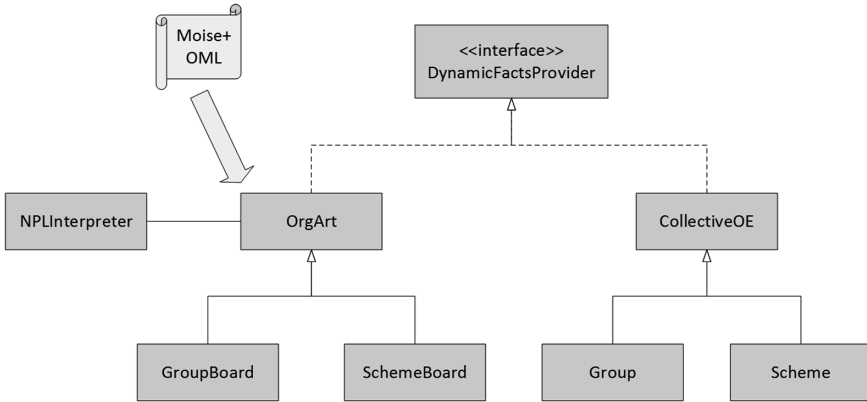 Moise+
OML
<<interface>>
DynamicFactsProvider
NPLInterpreter
OrgArt
CollectiveOE
GroupBoard
SchemeBoard
Group
Scheme